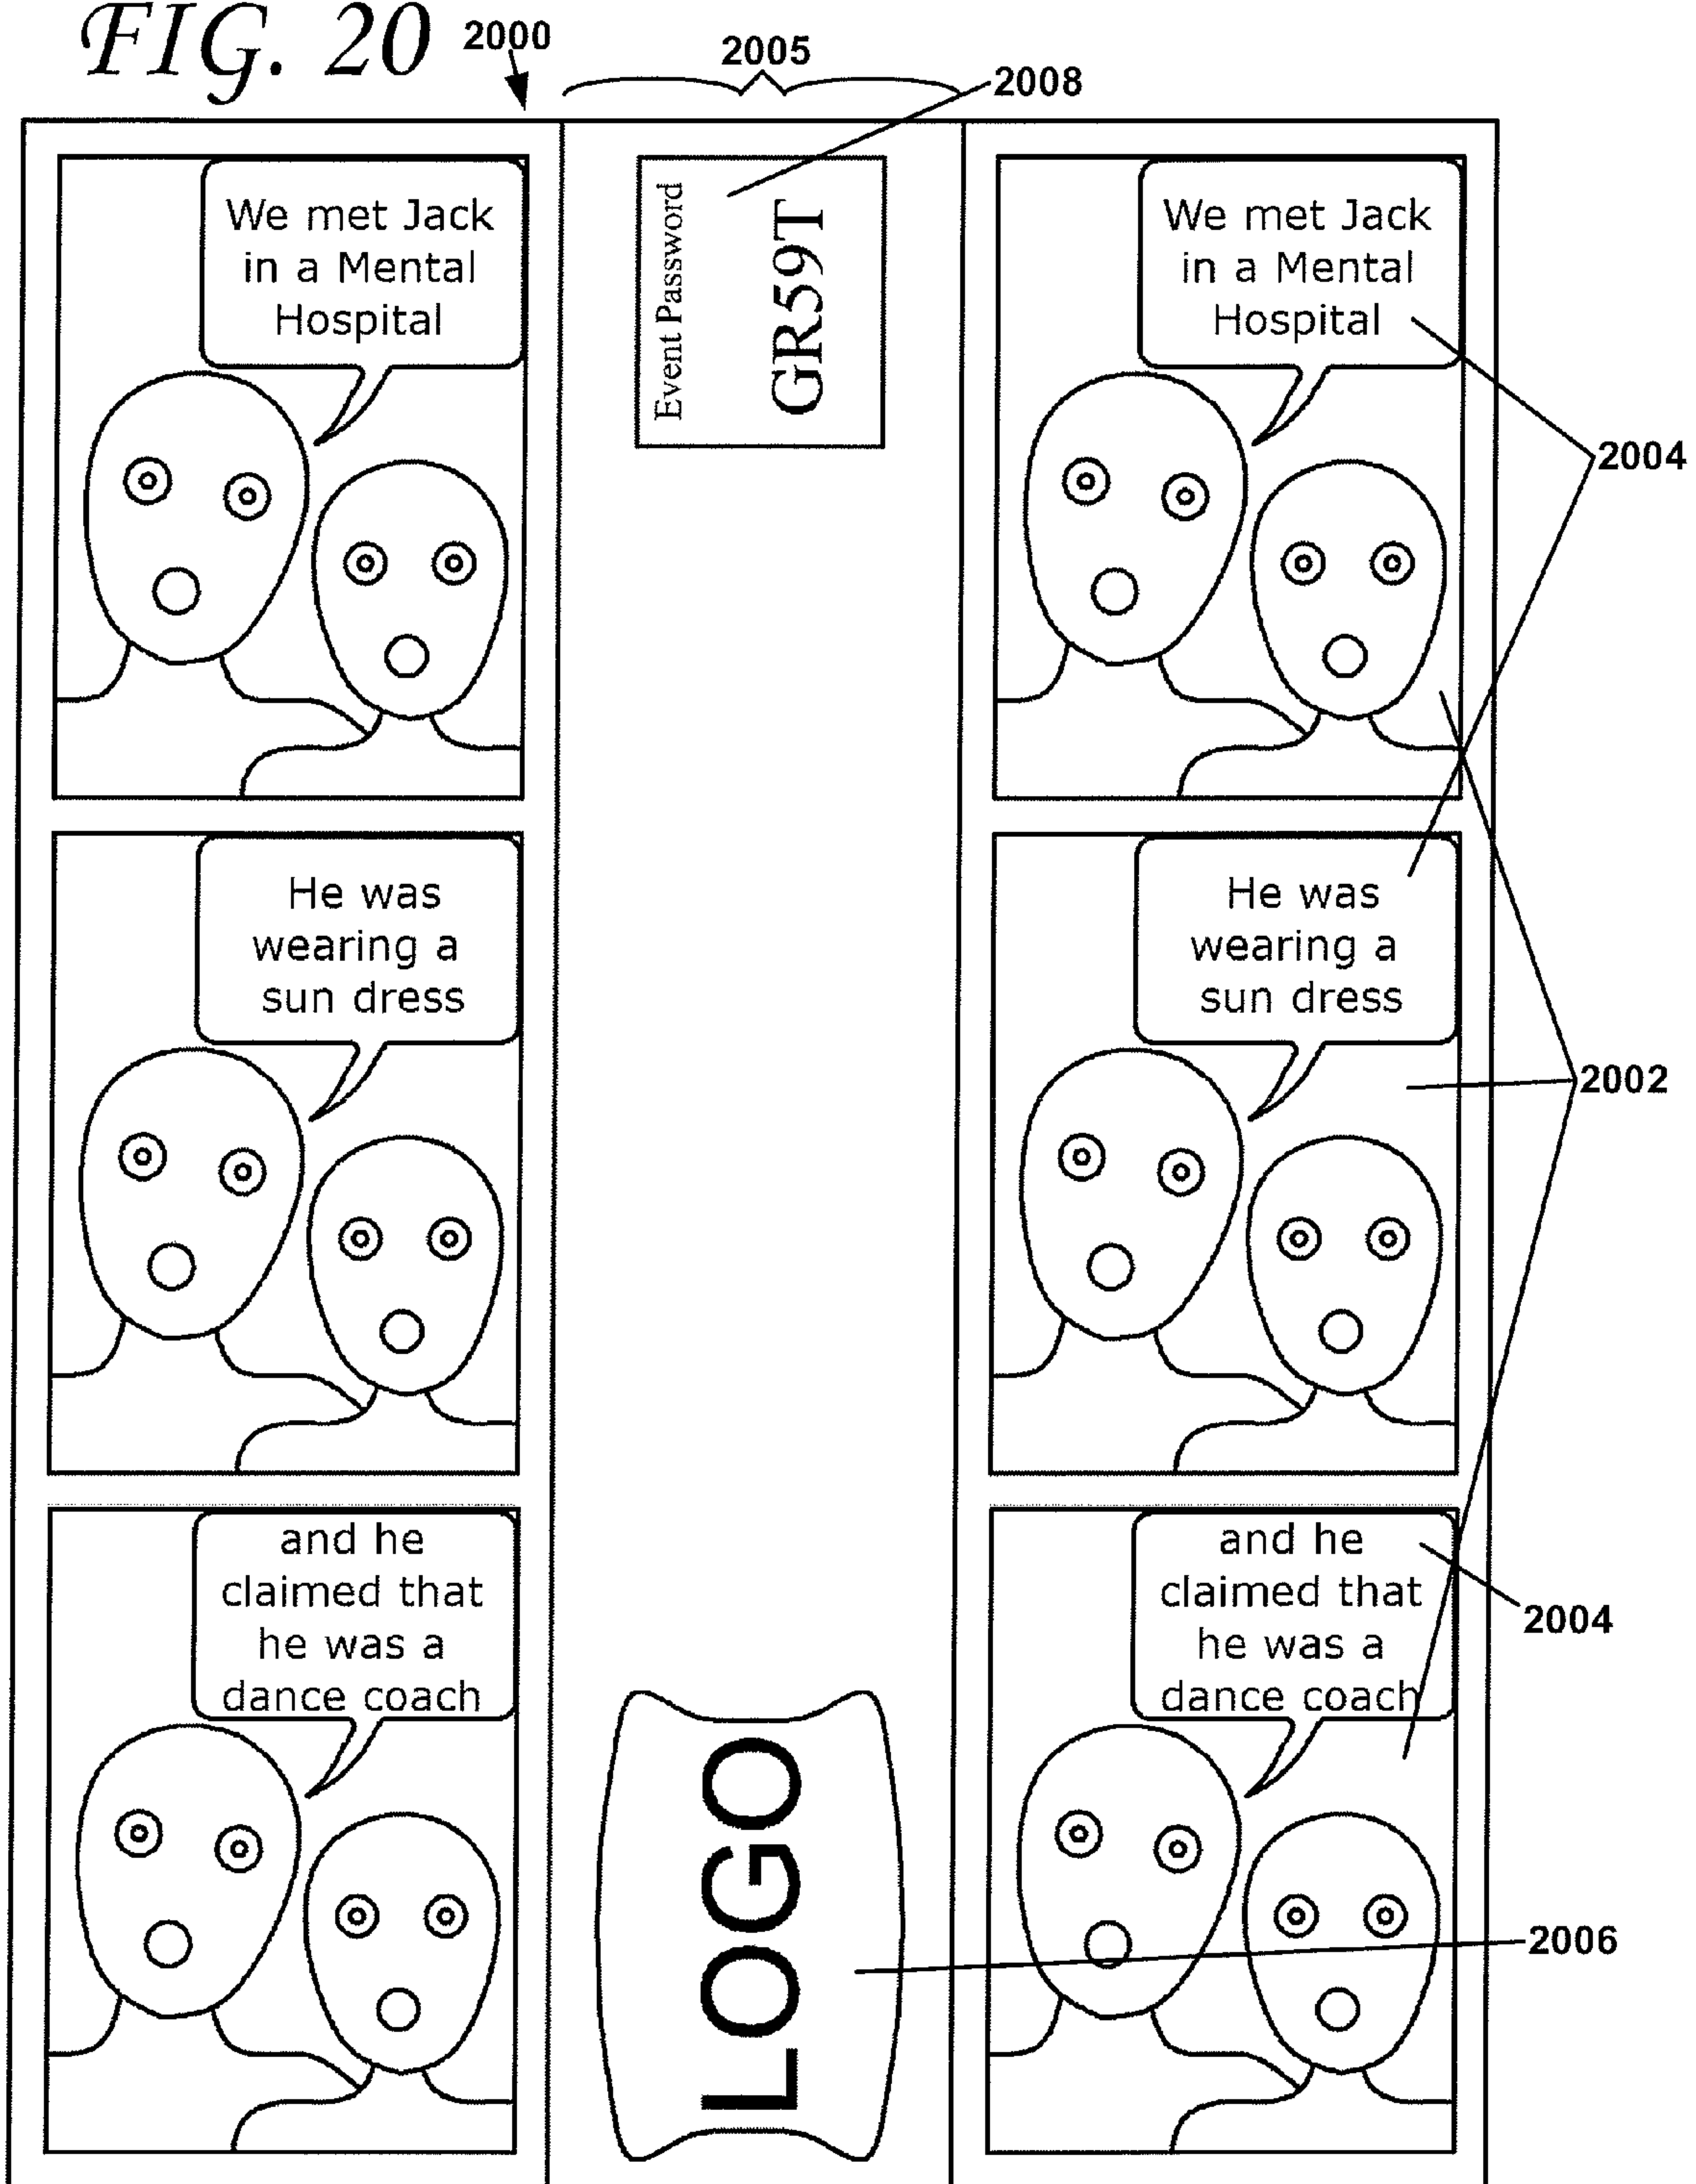 FIG. 20
2000
2005
2008
We met Jack
in a Mental
Hospital
Event Password
GR59T
We met Jack
in a Mental
Hospital
2004
He was
wearing a
sun dress
He was
wearing a
sun dress
2002
and he
claimed that
he was a
dance coach
and he
claimed that
he was a
dance coach
2004
LOGO
2006